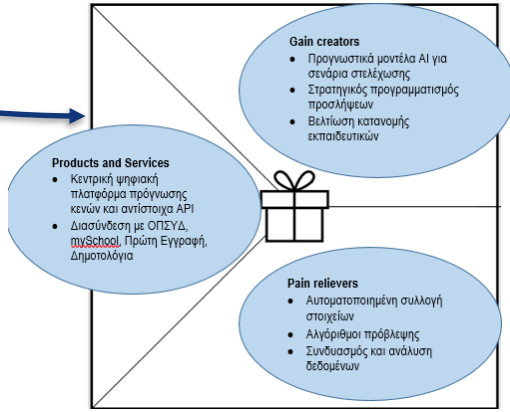 Gain creators
• Προγνωστικά μοντέλα AI για
σενάρια στελέχωσης
• Στρατηγικός προγραμματισμός
προσλήψεων
• Βελτίωση κατανομής
εκπαιδευτικών
Products and Services
• Κεντρική ψηφιακή
πλατφόρμα πρόγνωσης
κενών και αντίστοιχα API
• Διασύνδεση με ΟΠΣΥΔ,
mySchool, Πρώτη Εγγραφή,
Δημοτολόγια
Pain relievers
• Αυτοματοποιημένη συλλογή
στοιχείων
• Αλγόριθμοι πρόβλεψης
• Συνδυασμός και ανάλυση
δεδομένων